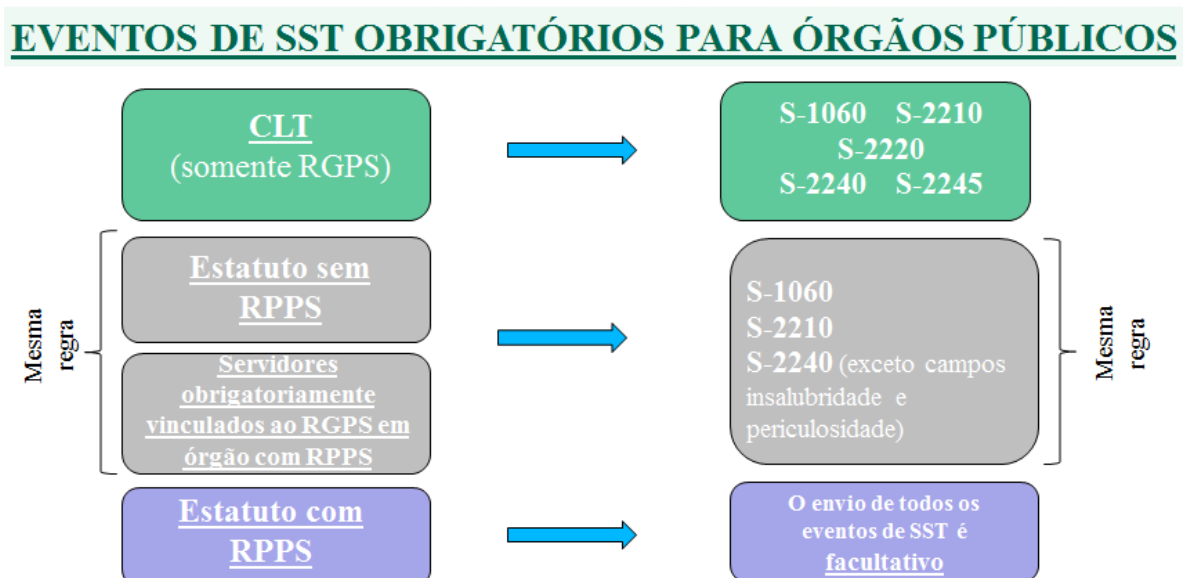 EVENTOS DE SST OBRIGATÓRIOS PARA ÓRGÃOS PÚBLICOS
CLT
(somente RGPS)
S-1060 S-2210
S-2220
S-2240 S-2245
Mesma
regra
Estatuto sem
RPPS
Servidores
obrigatoriamente
vinculados ao RGPS em
órgão com RPPS
S-1060
S-2210
S-2240 (exceto campos
insalubridade e
periculosidade)
Mesma
regra
Estatuto com
RPPS
O envio de todos os
eventos de SST é
facultativo